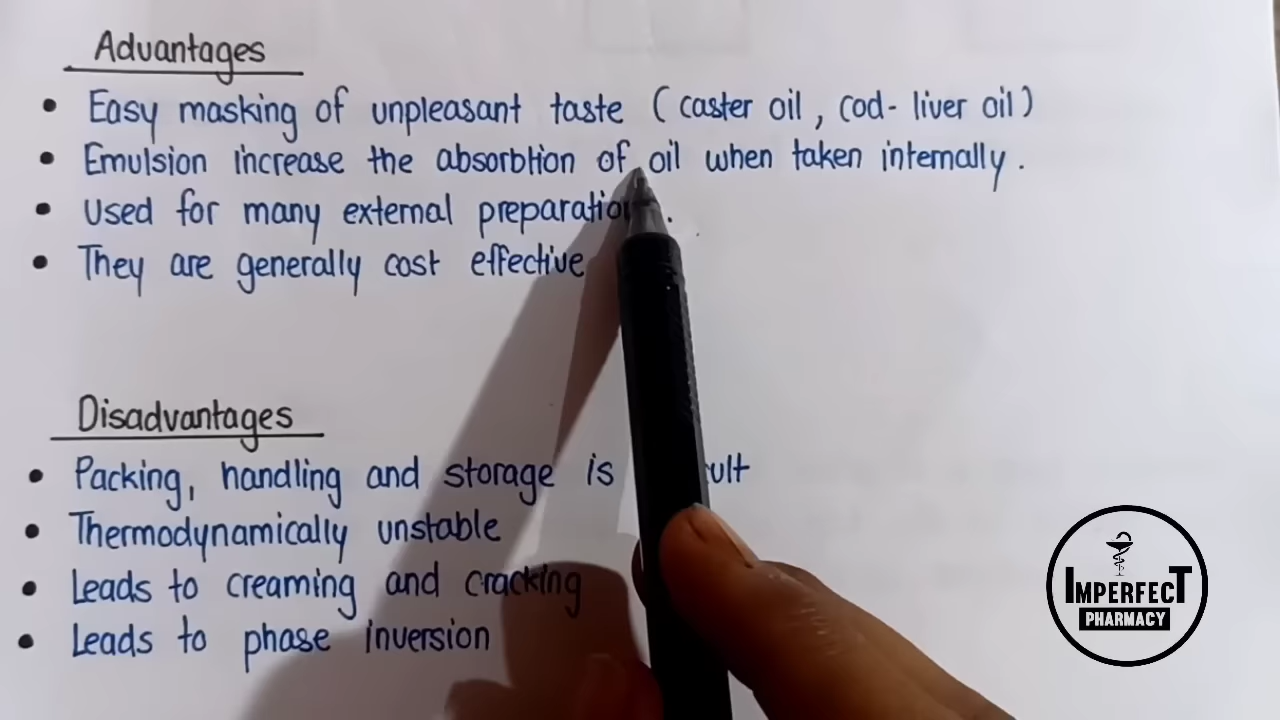 Advantages
• Easy masking of unpleasant taste (caster oil, cod-liver oil)
• Emulsion increase the absorbtion of oil when taken internally.
• Used for many external .
• They are generally cost effective
Disadvantages
• Packing, handling and storage is
• Thermodynamically unstable
• Leads to creaming and cracking
• Leads to phase inversion
IMPERFECT
PHARMACY